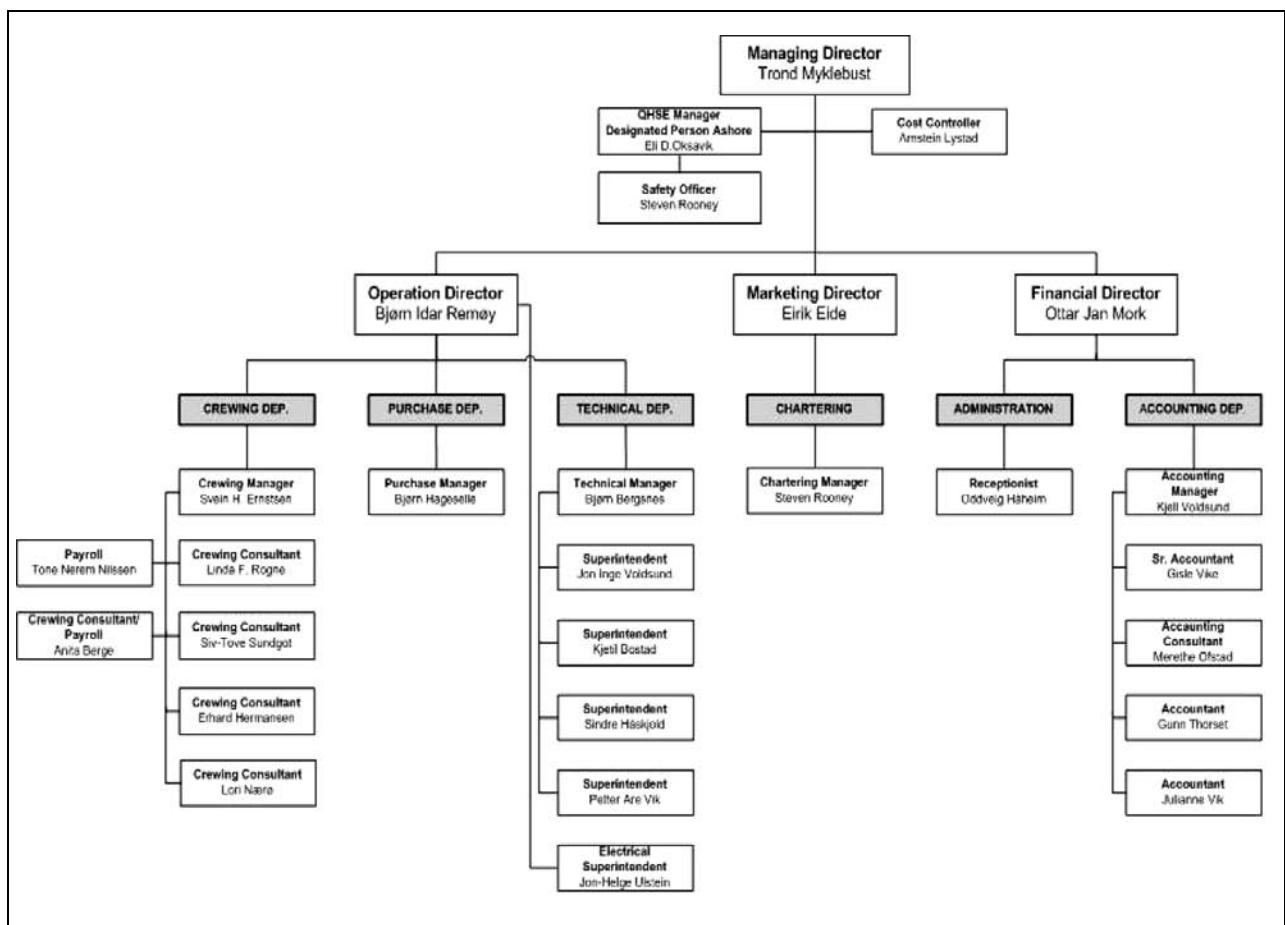 Managing Director
Trond Myklebust
QHSE Manager
Designated Person Ashore
Eli D.Oksavik
Cost Controller
Arnstein Lystad
Safety Officer
Steven Rooney
Operation Director
Bjørn Idar Remøy
Marketing Director
Eirik Eide
Financial Director
Ottar Jan Mork
CREWING DEP.
PURCHASE DEP.
TECHNICAL DEP.
CHARTERING
ADMINISTRATION
ACCOUNTING DEP.
Crewing Manager
Svein H. Ernstsen
Purchase Manager
Bjørn Hageselle
Technical Manager
Bjørn Bergsnes
Chartering Manager
Steven Rooney
Receptionist
Oddveig Håheim
Accounting
Manager
Kjell Voldsund
Payroll
Tone Nerem Nilssen
Crewing Consultant
Linda F. Rogne
Superintendent
Jon Inge Voldsund
Sr. Accountant
Gisle Vike
Crewing Consultant/
Payroll
Anita Berge
Crewing Consultant
Siv-Tove Sundgot
Superintendent
Kjetil Bostad
Accaunting
Consultant
Merethe Ofstad
Crewing Consultant
Erhard Hermansen
Superintendent
Sindre Håskjold
Accountant
Gunn Thorset
Crewing Consultant
Lori Nærø
Superintendent
Petter Are Vik
Accountant
Julianne Vik
Electrical
Superintendent
Jon-Helge Ulstein